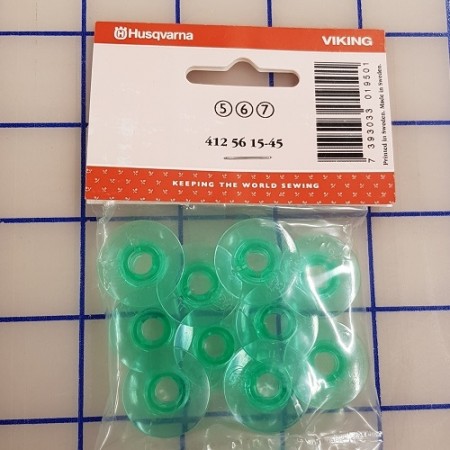 Husqvarna VIKING
5 6 7
412 56 15-45
7 393033 019501
Printed in Sweden. Made in Sweden.
KEEPING THE WORLD SEWING